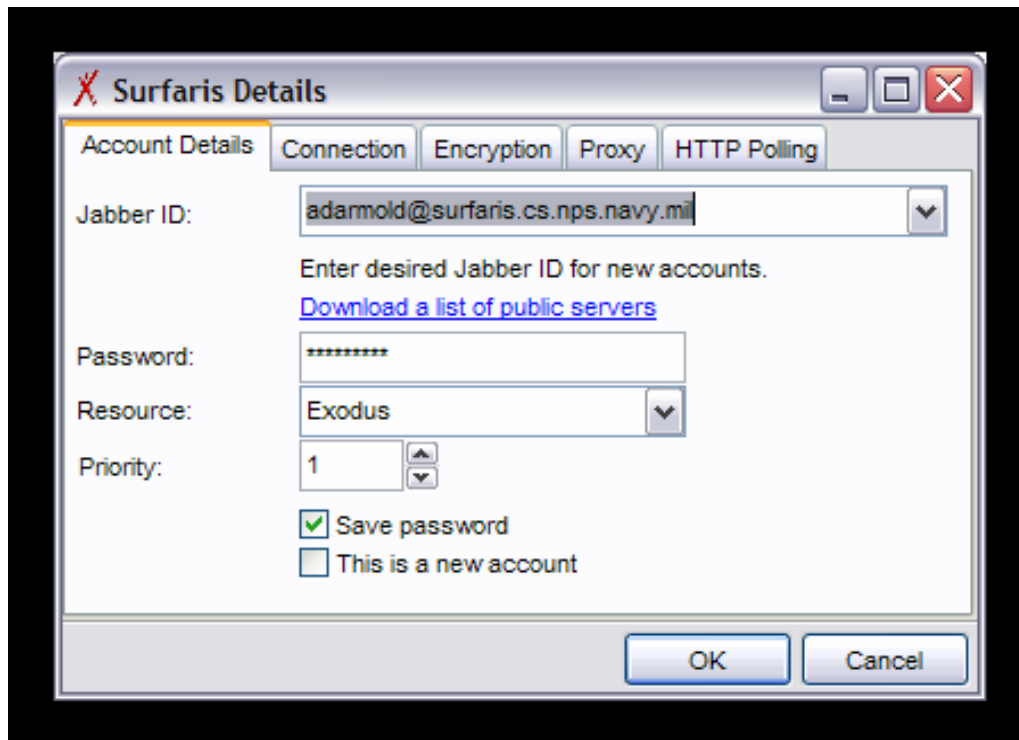 Surfaris Details
Account Details Connection Encryption Proxy HTTP Polling
Jabber ID: adarmold@surfaris.cs.nps.navy.mil
Enter desired Jabber ID for new accounts.
Download a list of public servers
Password: *********
Resource: Exodus
Priority: 1
Save password
This is a new account
OK Cancel